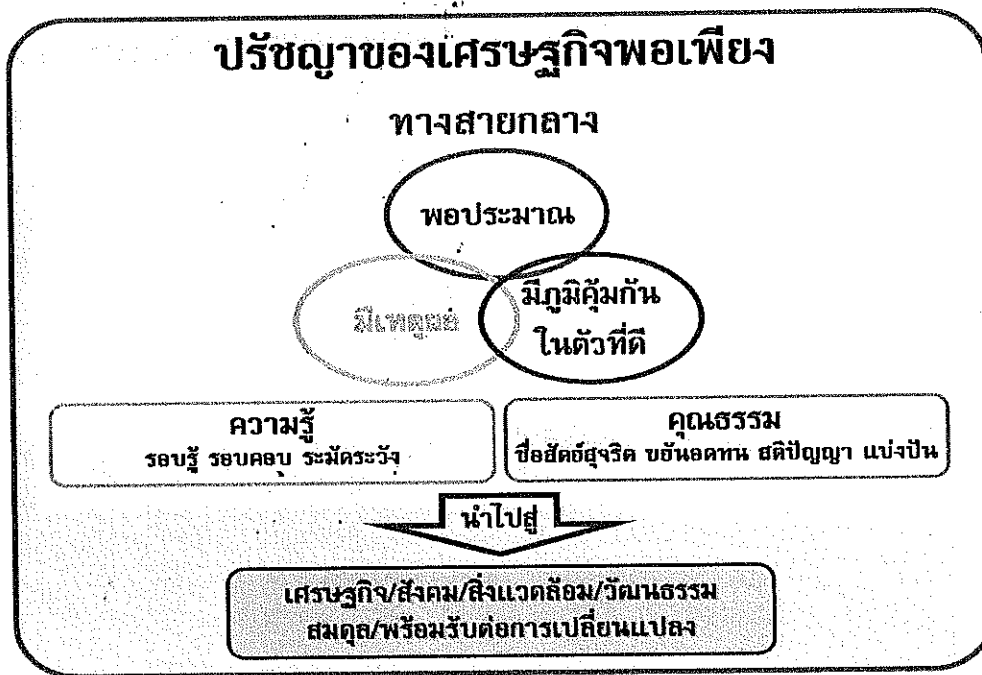 ปรัชญาของเศรษฐกิจพอเพียง
ทางสายกลาง
พอประมาณ
มีเหตุผล
มีภูมิคุ้มกัน
ในตัวที่ดี
ความรู้
รอบรู้ รอบคอบ ระมัดระวัง
คุณธรรม
ซื่อสัตย์สุจริต ขยันอดทน สติปัญญา แบ่งปัน
นำไปสู่
เศรษฐกิจ/สังคม/สิ่งแวดล้อม/วัฒนธรรม
สมดุล/พร้อมรับต่อการเปลี่ยนแปลง